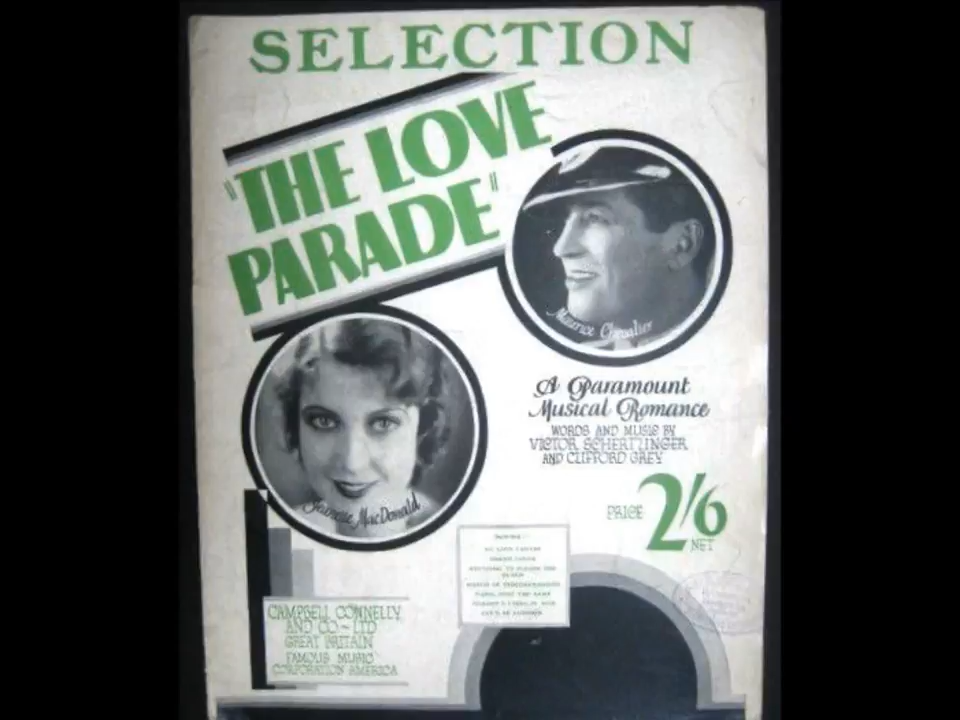 SELECTION
"THE LOVE
PARADE"
Maurice Chevalier
Jeanette MacDonald
A Paramount
Musical Romance
WORDS AND MUSIC BY
VICTOR SCHERTZINGER
AND CLIFFORD GREY
PRICE 2/6
NET
CAMPBELL CONNELLY
AND CO~LTD
GREAT BRITAIN
FAMOUS MUSIC
CORPORATION AMERICA